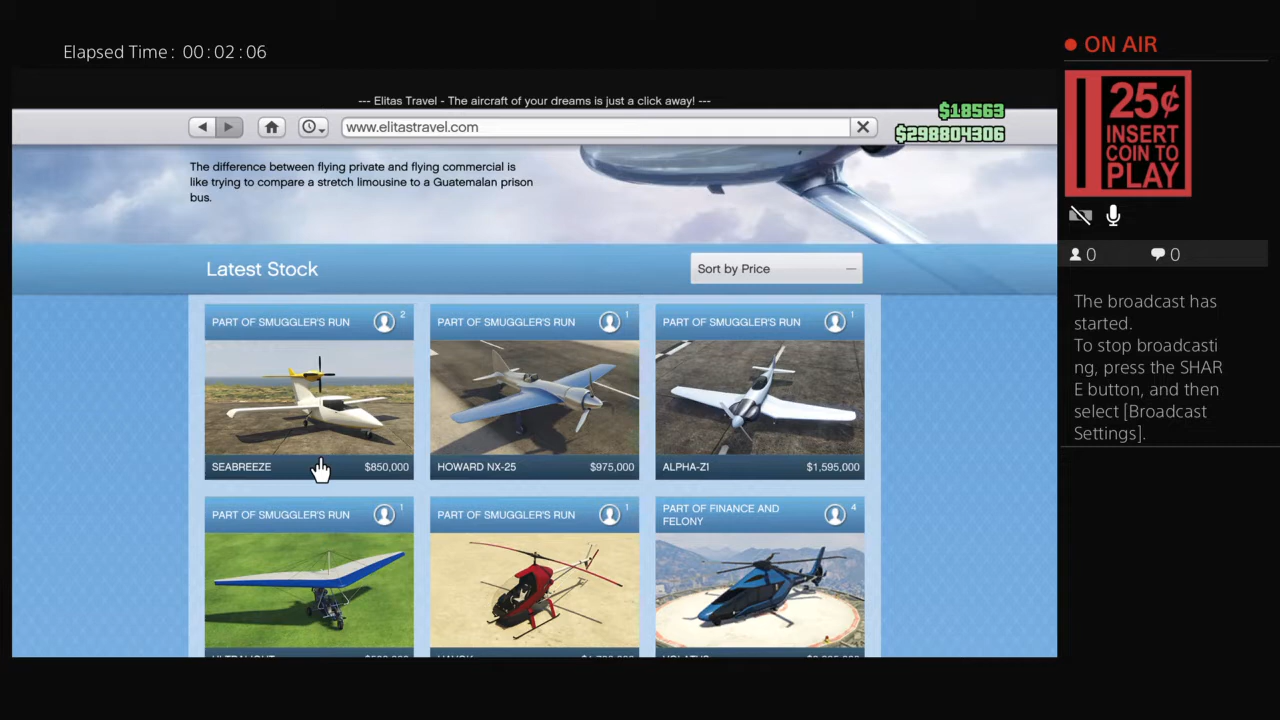 Elapsed Time: 00:02:06
ON AIR
--- Elitas Travel - The aircraft of your dreams is just a click away! ---
www.elitastravel.com
$18563
$298804306
25¢
INSERT
COIN TO
PLAY
The difference between flying private and flying commercial is
like trying to compare a stretch limousine to a Guatemalan prison
bus.
0
0
Latest Stock
Sort by Price
The broadcast has
started.
To stop broadcasti
ng, press the SHAR
E button, and then
select [Broadcast
Settings].
PART OF SMUGGLER'S RUN 2
PART OF SMUGGLER'S RUN 1
PART OF SMUGGLER'S RUN 1
SEABREEZE $850,000
HOWARD NX-25 $975,000
ALPHA-Z1 $1,595,000
PART OF SMUGGLER'S RUN 1
PART OF SMUGGLER'S RUN 1
PART OF FINANCE AND
FELONY 4